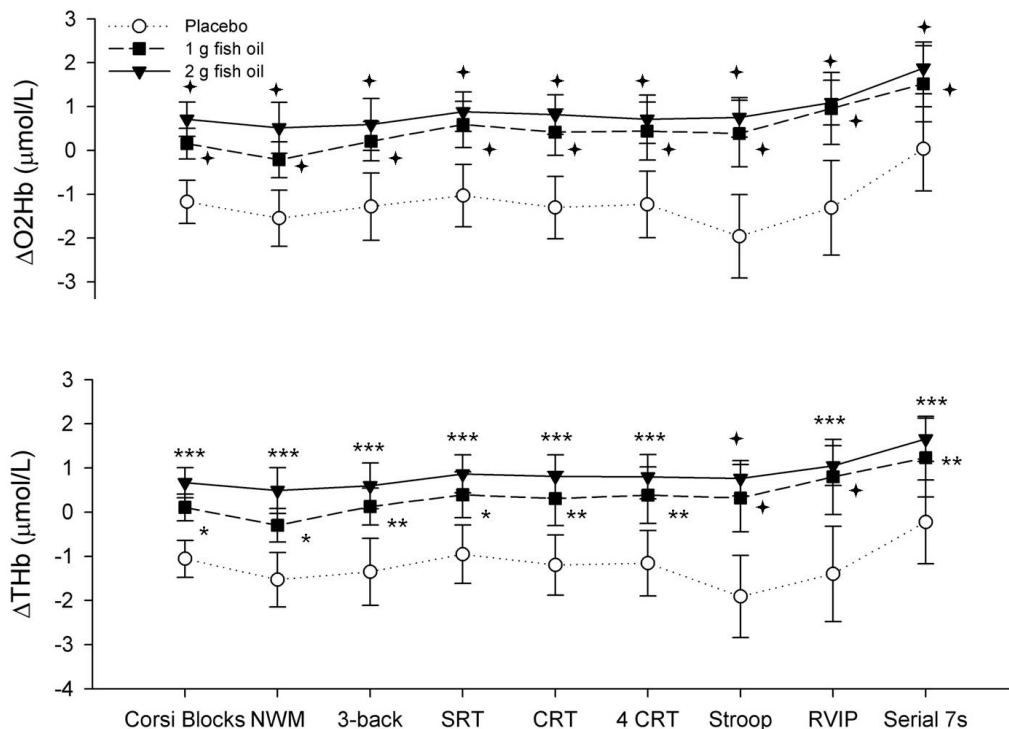 Placebo
1 g fish oil
2 g fish oil
ΔO2Hb (μmol/L)
3
2
1
0
-1
-2
-3
ΔTHb (μmol/L)
3
2
1
0
-1
-2
-3
-4
*** *** *** *** *** *** *** ***
* * ** * ** ** **
Corsi Blocks NWM 3-back SRT CRT 4 CRT Stroop RVIP Serial 7s